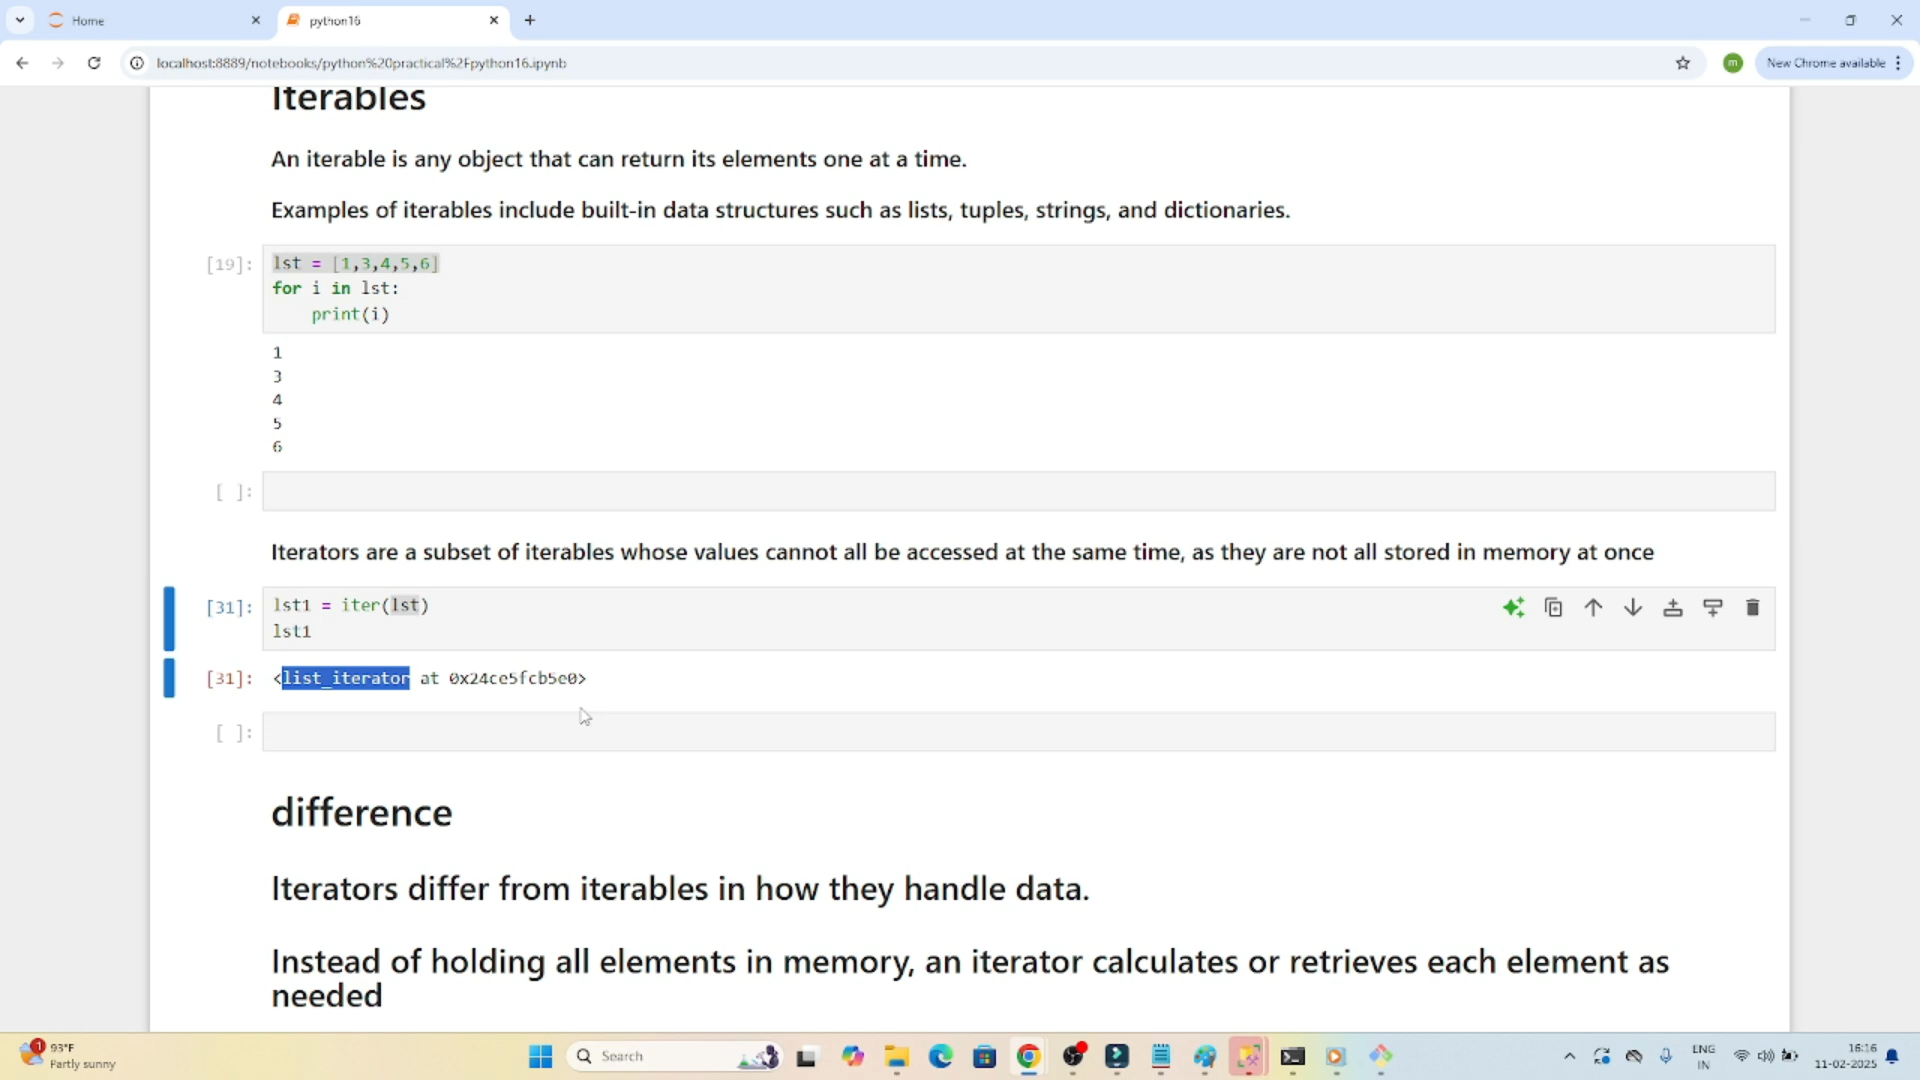 Home
python16
localhost:8889/notebooks/python%20practical%2Fpython16.ipynb
m
New Chrome available
Iterables
An iterable is any object that can return its elements one at a time.
Examples of iterables include built-in data structures such as lists, tuples, strings, and dictionaries.
[19]: lst = [1,3,4,5,6]
for i in lst:
print(i)
1
3
4
5
6
[ ]:
Iterators are a subset of iterables whose values cannot all be accessed at the same time, as they are not all stored in memory at once
[31]: lst1 = iter(lst)
lst1
[31]: <list_iterator at 0x24ce5fcb5e0>
[ ]:
difference
Iterators differ from iterables in how they handle data.
Instead of holding all elements in memory, an iterator calculates or retrieves each element as
needed
1
93°F
Partly sunny
Search
ENG
IN
16:16
11-02-2025